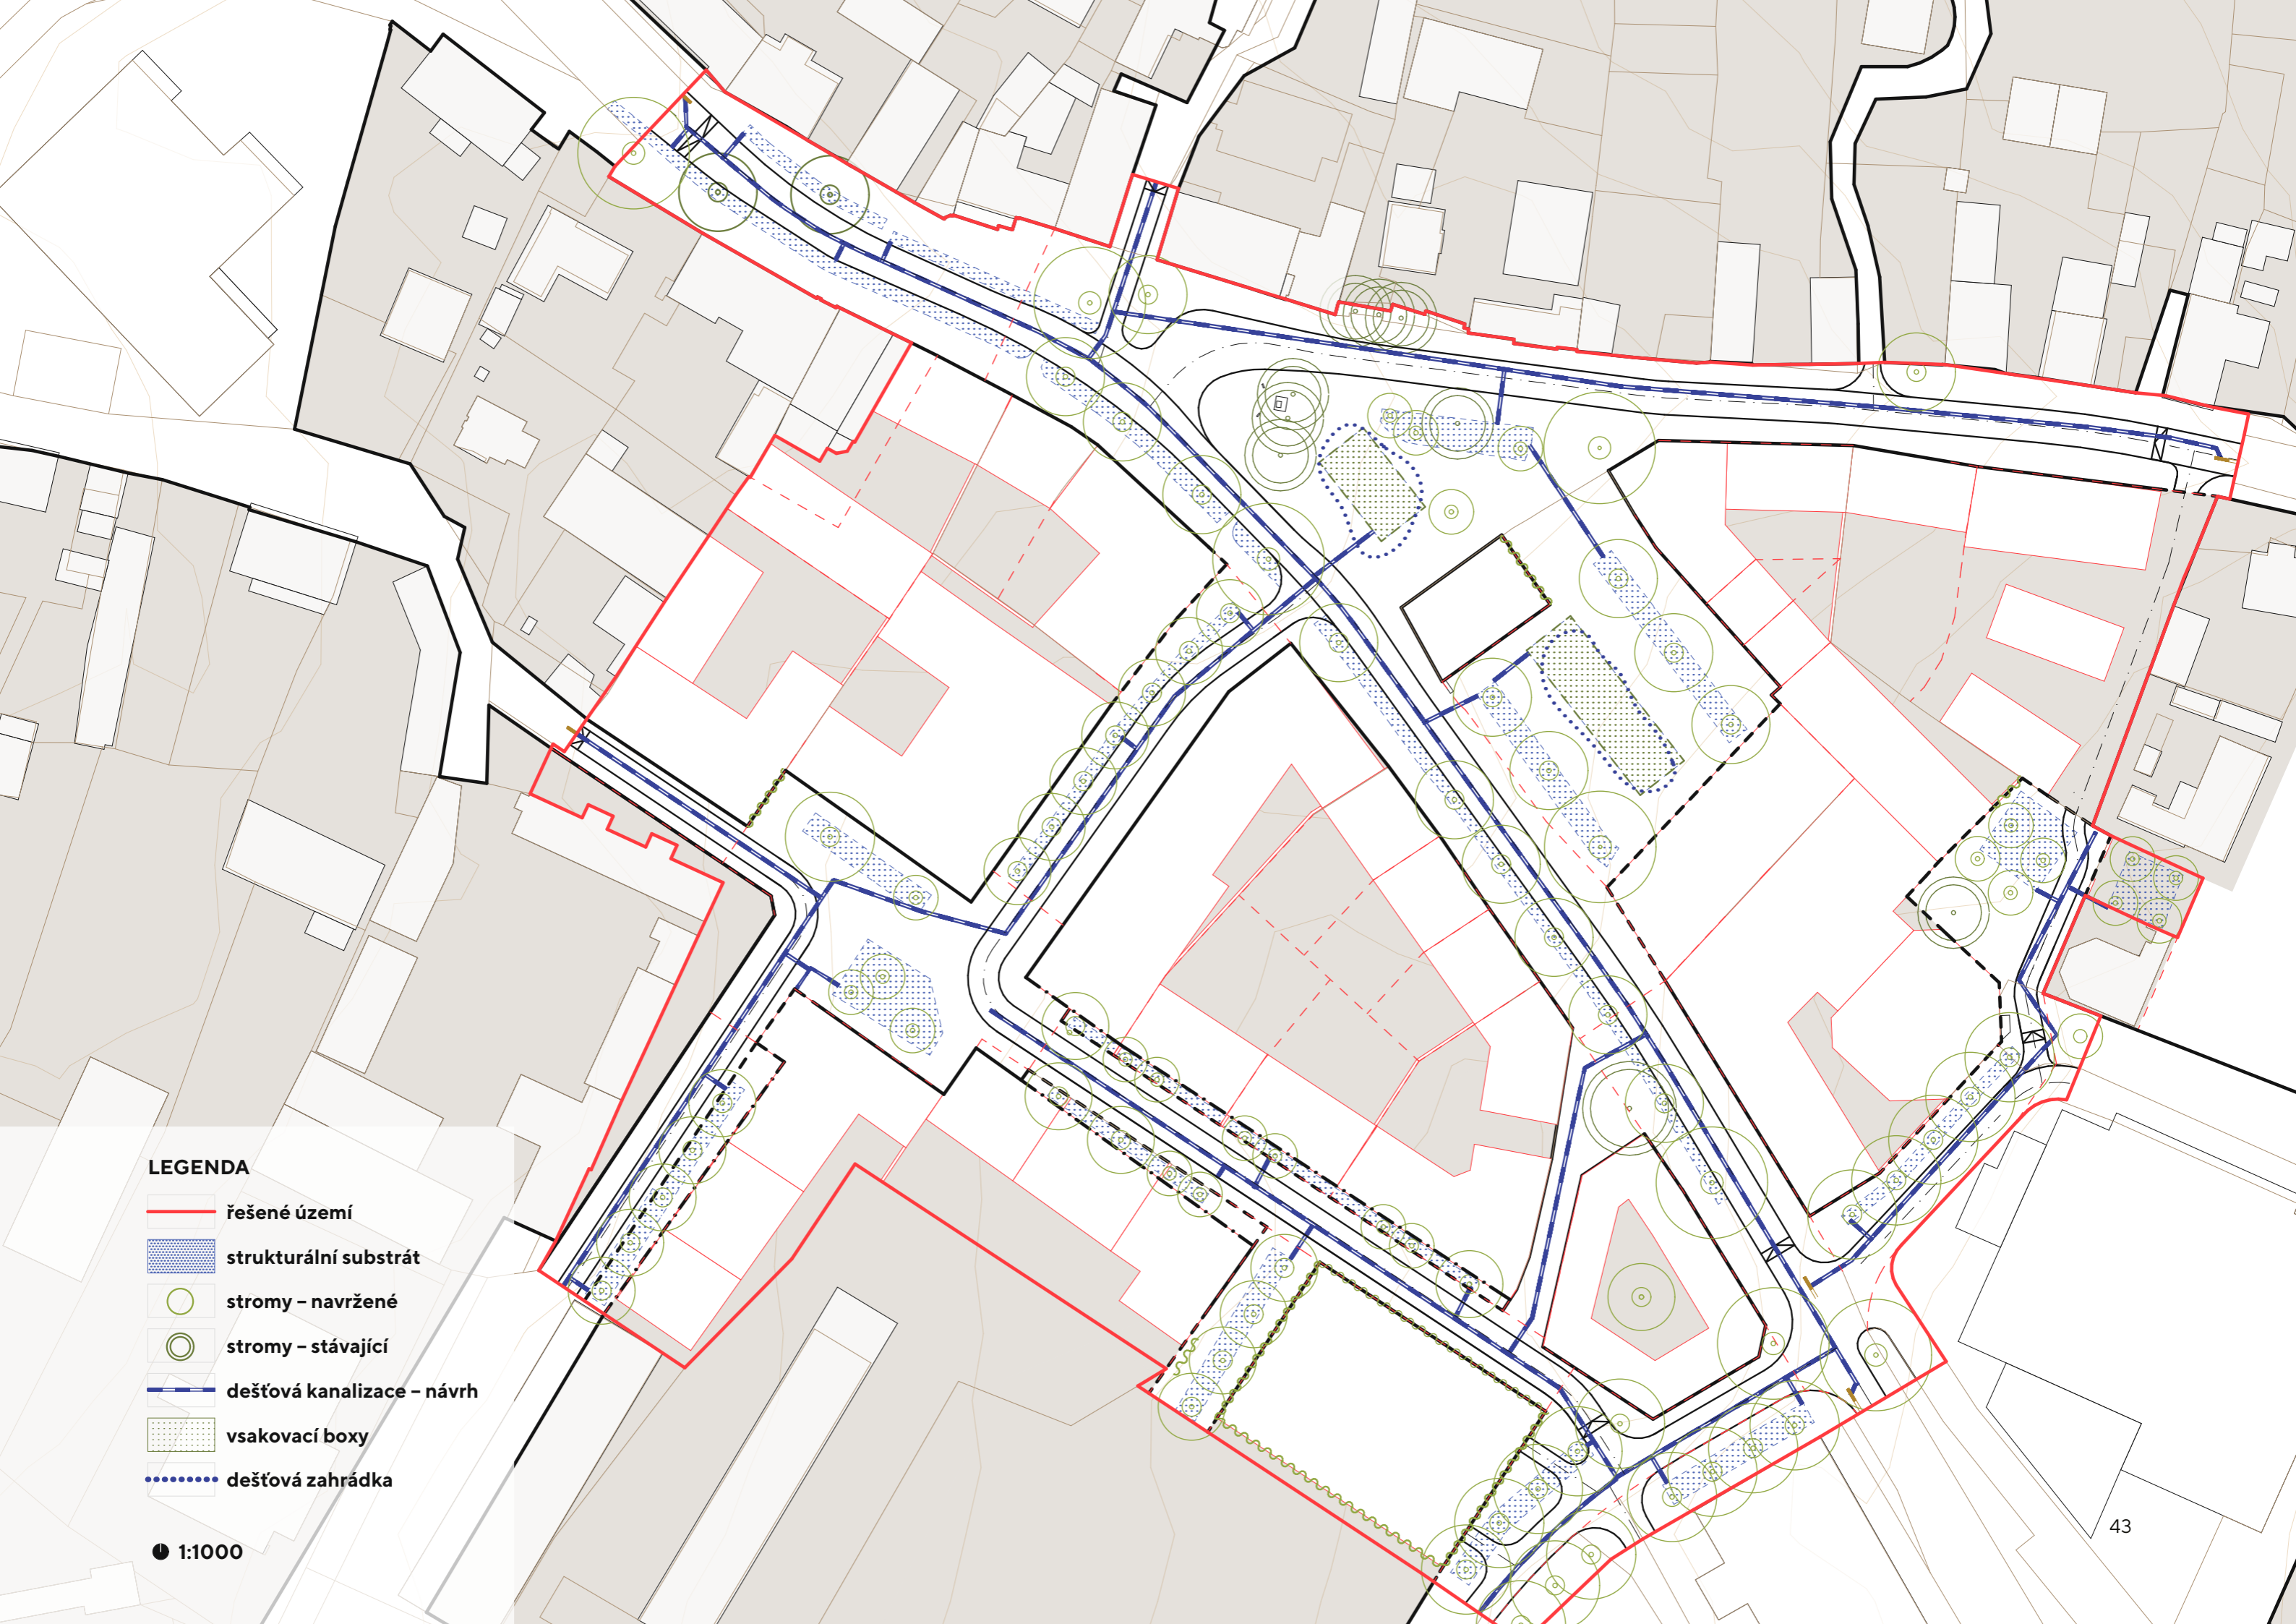 LEGENDA
řešené území
strukturální substrát
stromy – navržené
stromy – stávající
dešťová kanalizace – návrh
vsakovací boxy
dešťová zahrádka
1:1000
43